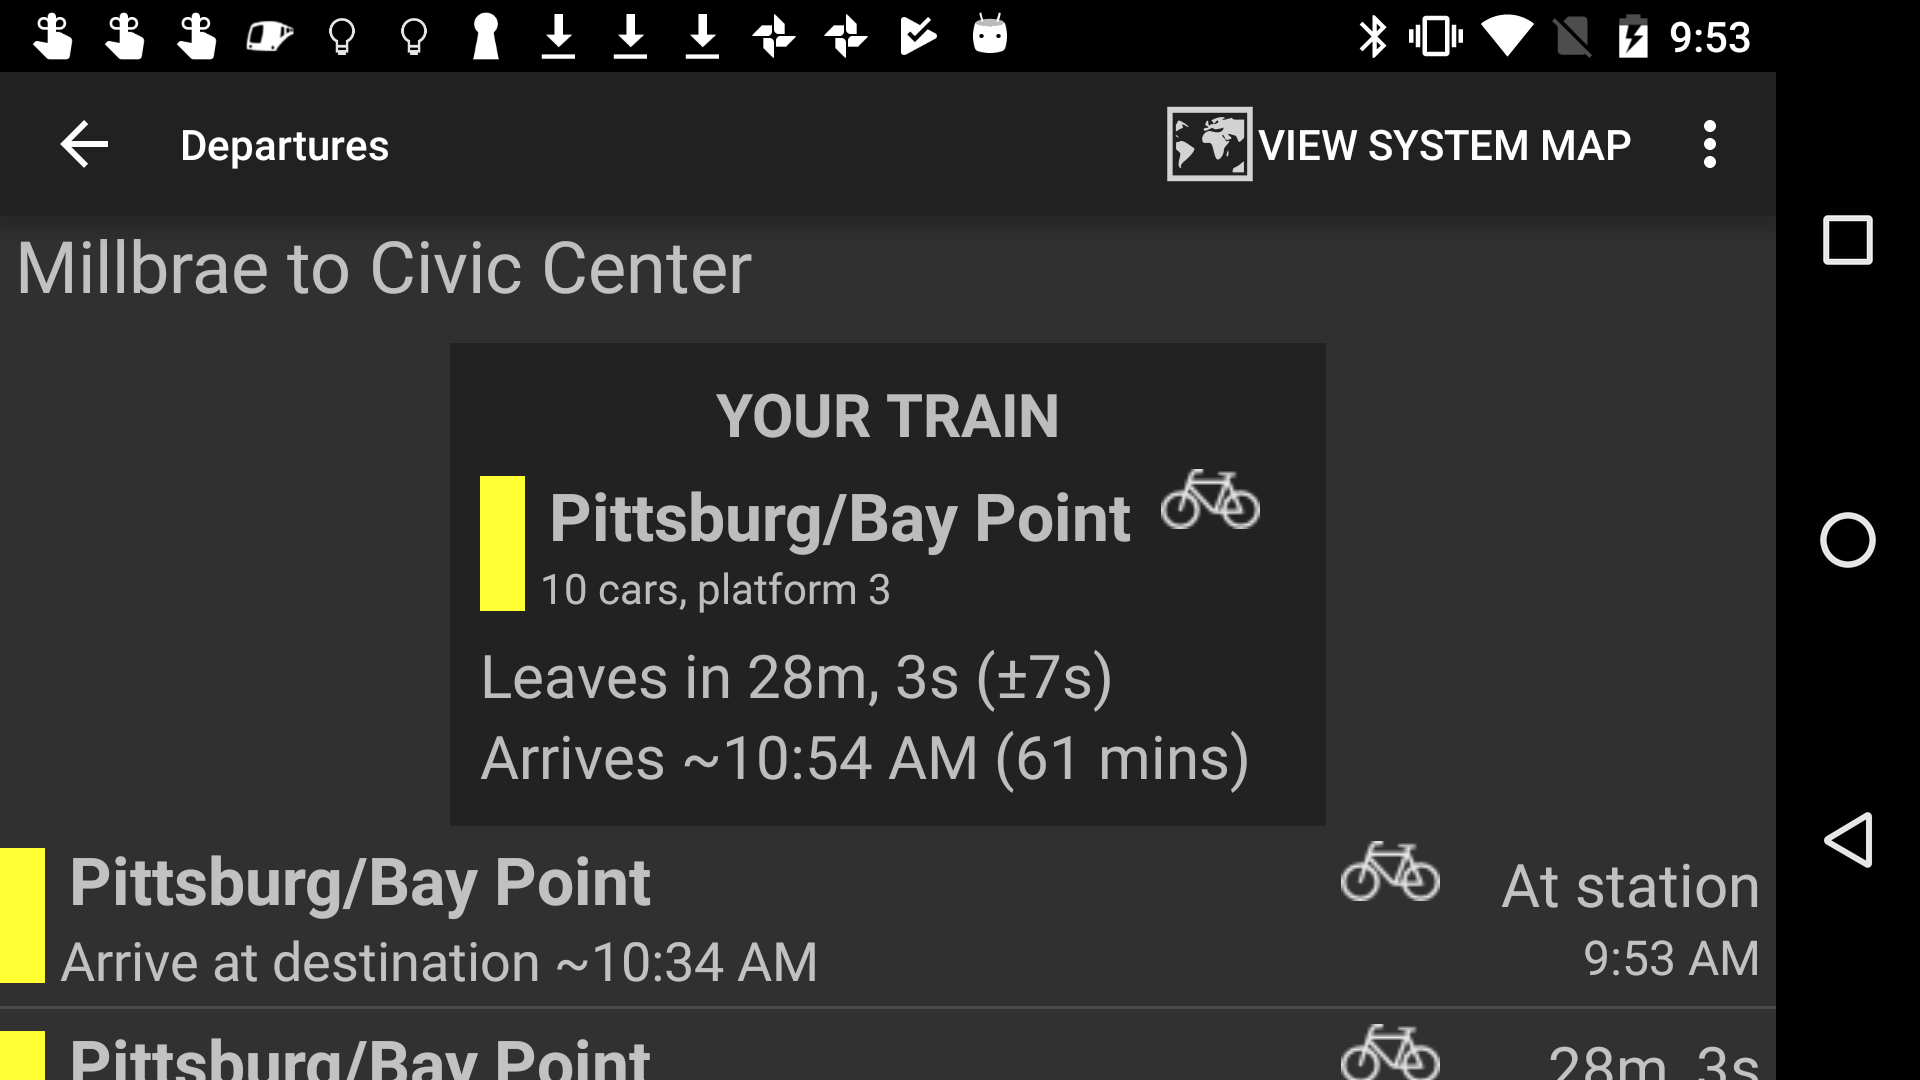 9:53
Departures
VIEW SYSTEM MAP
Millbrae to Civic Center
YOUR TRAIN
Pittsburg/Bay Point
10 cars, platform 3
Leaves in 28m, 3s (±7s)
Arrives ~10:54 AM (61 mins)
Pittsburg/Bay Point
At station
Arrive at destination ~10:34 AM
9:53 AM
Pittsburg/Bay Point
28m, 3s